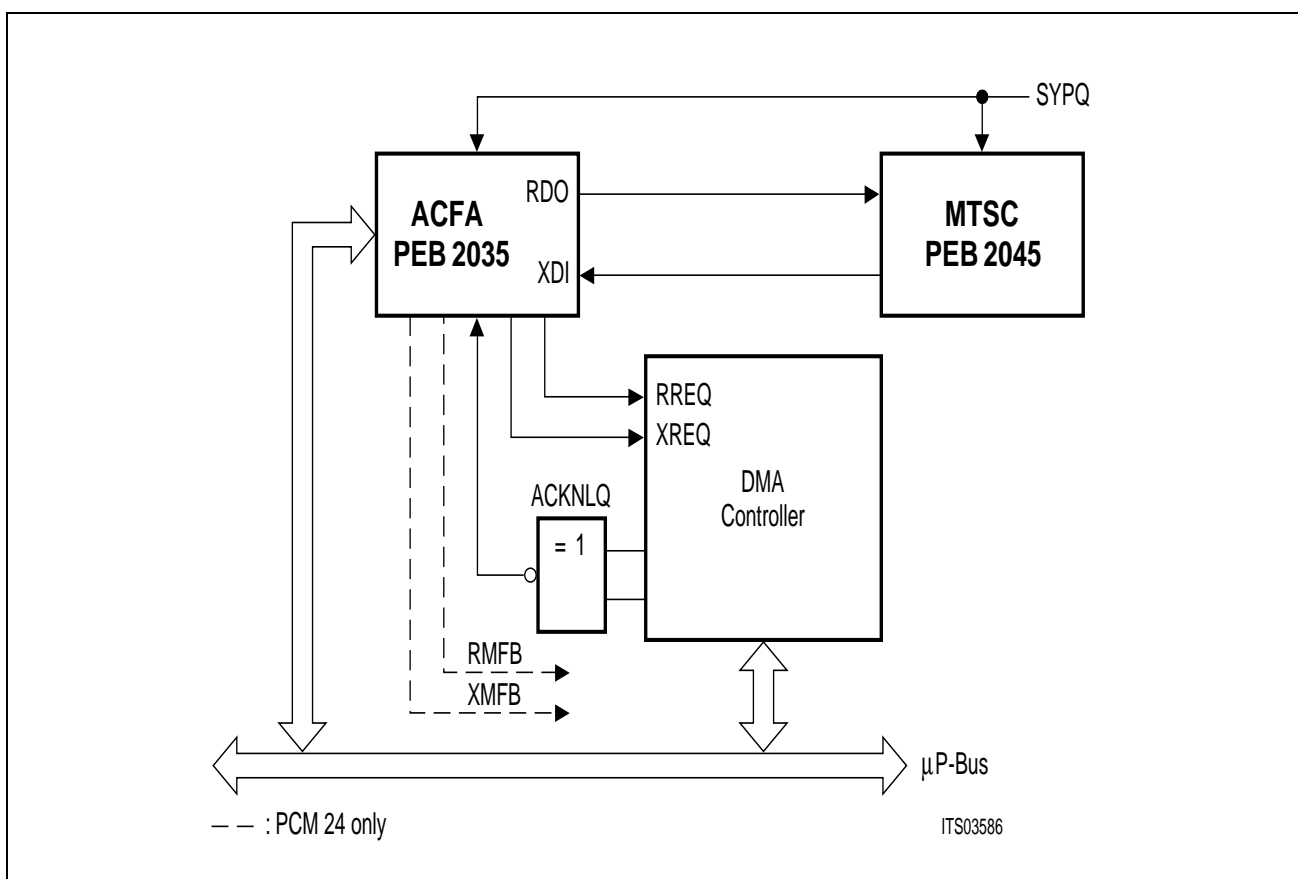 SYPQ
ACFA
PEB 2035
RDO
XDI
MTSC
PEB 2045
RREQ
XREQ
DMA
Controller
ACKNLQ
= 1
RMFB
XMFB
µP-Bus
— — : PCM 24 only
ITS03586